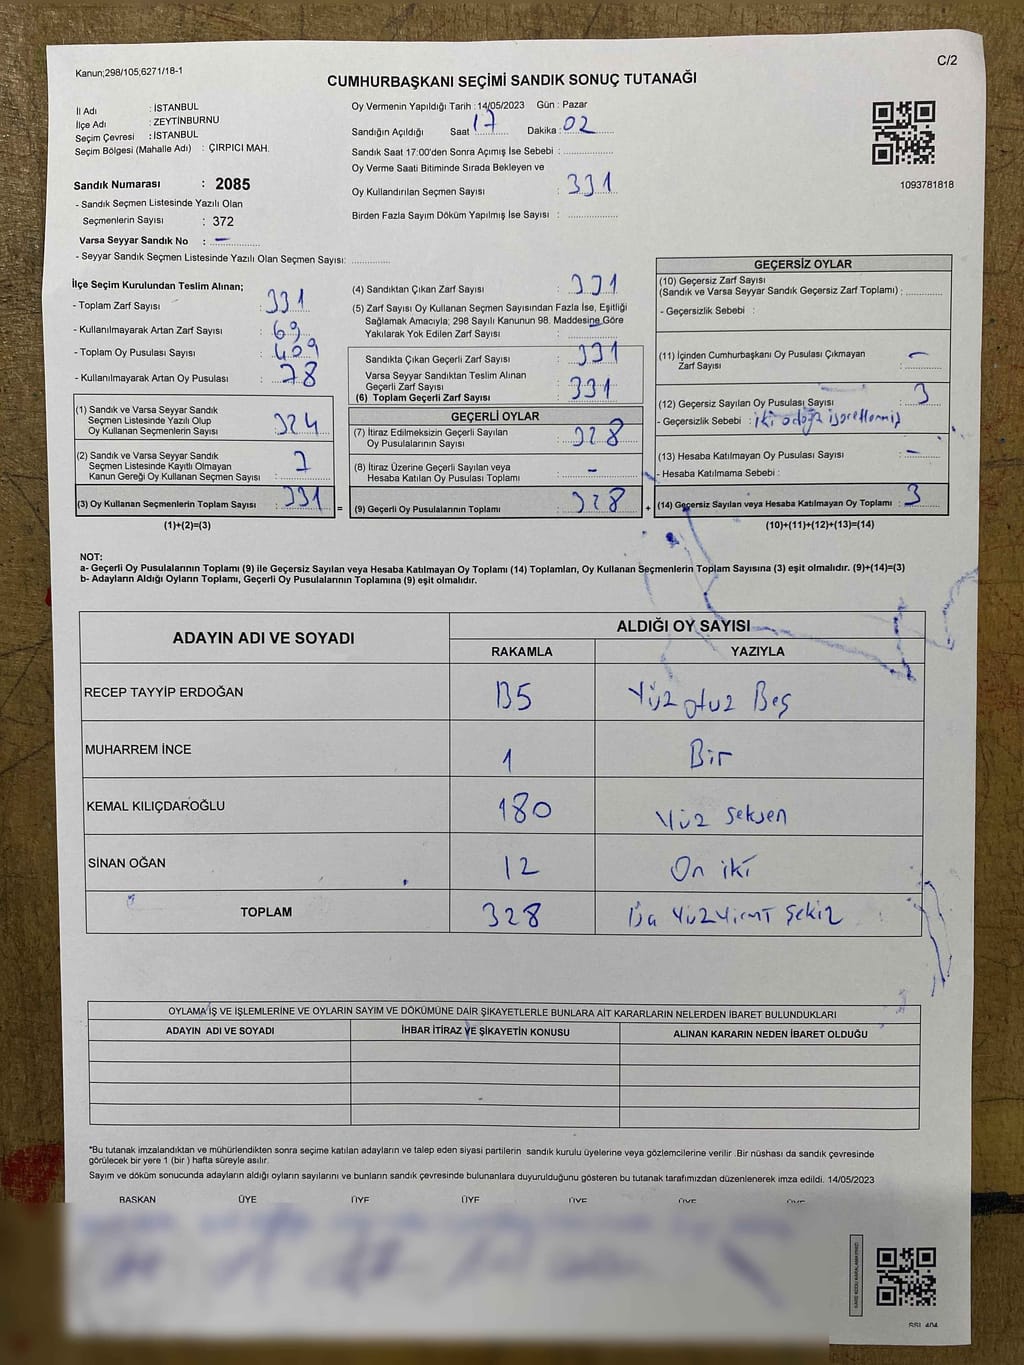 Kanun;298/105;6271/18-1
C/2
CUMHURBAŞKANI SEÇİMİ SANDIK SONUÇ TUTANAĞI
İl Adı : İSTANBUL
İlçe Adı : ZEYTİNBURNU
Seçim Çevresi : İSTANBUL
Seçim Bölgesi (Mahalle Adı) : ÇIRPICI MAH.
Sandık Numarası : 2085
- Sandık Seçmen Listesinde Yazılı Olan
Seçmenlerin Sayısı : 372
Varsa Seyyar Sandık No : –
- Seyyar Sandık Seçmen Listesinde Yazılı Olan Seçmen Sayısı: ............
Oy Vermenin Yapıldığı Tarih : 14/05/2023 Gün : Pazar
Sandığın Açıldığı Saat 17 Dakika : 02
Sandık Saat 17:00'den Sonra Açımış İse Sebebi : ...............
Oy Verme Saati Bitiminde Sırada Bekleyen ve
Oy Kullandırılan Seçmen Sayısı : 331
Birden Fazla Sayım Döküm Yapılmış İse Sayısı : ...............
1093781818
İlçe Seçim Kurulundan Teslim Alınan;
- Toplam Zarf Sayısı : 331
- Kullanılmayarak Artan Zarf Sayısı : 69
- Toplam Oy Pusulası Sayısı : 409
- Kullanılmayarak Artan Oy Pusulası : 78
(1) Sandık ve Varsa Seyyar Sandık
Seçmen Listesinde Yazılı Olup
Oy Kullanan Seçmenlerin Sayısı : 324
(2) Sandık ve Varsa Seyyar Sandık
Seçmen Listesinde Kayıtlı Olmayan
Kanun Gereği Oy Kullanan Seçmen Sayısı : 7
(3) Oy Kullanan Seçmenlerin Toplam Sayısı : 331
(1)+(2)=(3)
=
(4) Sandıktan Çıkan Zarf Sayısı : 331
(5) Zarf Sayısı Oy Kullanan Seçmen Sayısından Fazla İse, Eşitliği
Sağlamak Amacıyla; 298 Sayılı Kanunun 98. Maddesine Göre
Yakılarak Yok Edilen Zarf Sayısı : –
Sandıkta Çıkan Geçerli Zarf Sayısı : 331
Varsa Seyyar Sandıktan Teslim Alınan
Geçerli Zarf Sayısı
(6) Toplam Geçerli Zarf Sayısı : 331
GEÇERLİ OYLAR
(7) İtiraz Edilmeksizin Geçerli Sayılan
Oy Pusulalarının Sayısı : 328
(8) İtiraz Üzerine Geçerli Sayılan veya
Hesaba Katılan Oy Pusulası Toplamı : –
(9) Geçerli Oy Pusulalarının Toplamı : 328
+
GEÇERSİZ OYLAR
(10) Geçersiz Zarf Sayısı
(Sandık ve Varsa Seyyar Sandık Geçersiz Zarf Toplamı) : ............
- Geçersizlik Sebebi :
(11) İçinden Cumhurbaşkanı Oy Pusulası Çıkmayan
Zarf Sayısı : –
(12) Geçersiz Sayılan Oy Pusulası Sayısı : 3
- Geçersizlik Sebebi : iki adaya işaretlenmiş
(13) Hesaba Katılmayan Oy Pusulası Sayısı : –
- Hesaba Katılmama Sebebi :
(14) Geçersiz Sayılan veya Hesaba Katılmayan Oy Toplamı : 3
(10)+(11)+(12)+(13)=(14)
NOT:
a- Geçerli Oy Pusulalarının Toplamı (9) ile Geçersiz Sayılan veya Hesaba Katılmayan Oy Toplamı (14) Toplamları, Oy Kullanan Seçmenlerin Toplam Sayısına (3) eşit olmalıdır. (9)+(14)=(3)
b- Adayların Aldığı Oyların Toplamı, Geçerli Oy Pusulalarının Toplamına (9) eşit olmalıdır.
ADAYIN ADI VE SOYADI ALDIĞI OY SAYISI
RAKAMLA YAZIYLA
RECEP TAYYİP ERDOĞAN 135 Yüz otuz Beş
MUHARREM İNCE 1 Bir
KEMAL KILIÇDAROĞLU 180 Yüz seksen
SİNAN OĞAN 12 On iki
TOPLAM 328 Yüz Yirmi Sekiz
OYLAMA İŞ VE İŞLEMLERİNE VE OYLARIN SAYIM VE DÖKÜMÜNE DAİR ŞİKAYETLERLE BUNLARA AİT KARARLARIN NELERDEN İBARET BULUNDUKLARI
ADAYIN ADI VE SOYADI İHBAR İTİRAZ VE ŞİKAYETİN KONUSU ALINAN KARARIN NEDEN İBARET OLDUĞU
*Bu tutanak imzalandıktan ve mühürlendikten sonra seçime katılan adayların ve talep eden siyasi partilerin sandık kurulu üyelerine veya gözlemcilerine verilir .Bir nüshası da sandık çevresinde
görülecek bir yere 1 (bir ) hafta süreyle asılır.
Sayım ve döküm sonucunda adayların aldığı oyların sayılarını ve bunların sandık çevresinde bulunanlara duyurulduğunu gösteren bu tutanak tarafımızdan düzenlenerek imza edildi. 14/05/2023
BAŞKAN ÜYE ÜYE ÜYE ÜYE ÜYE ÜYE